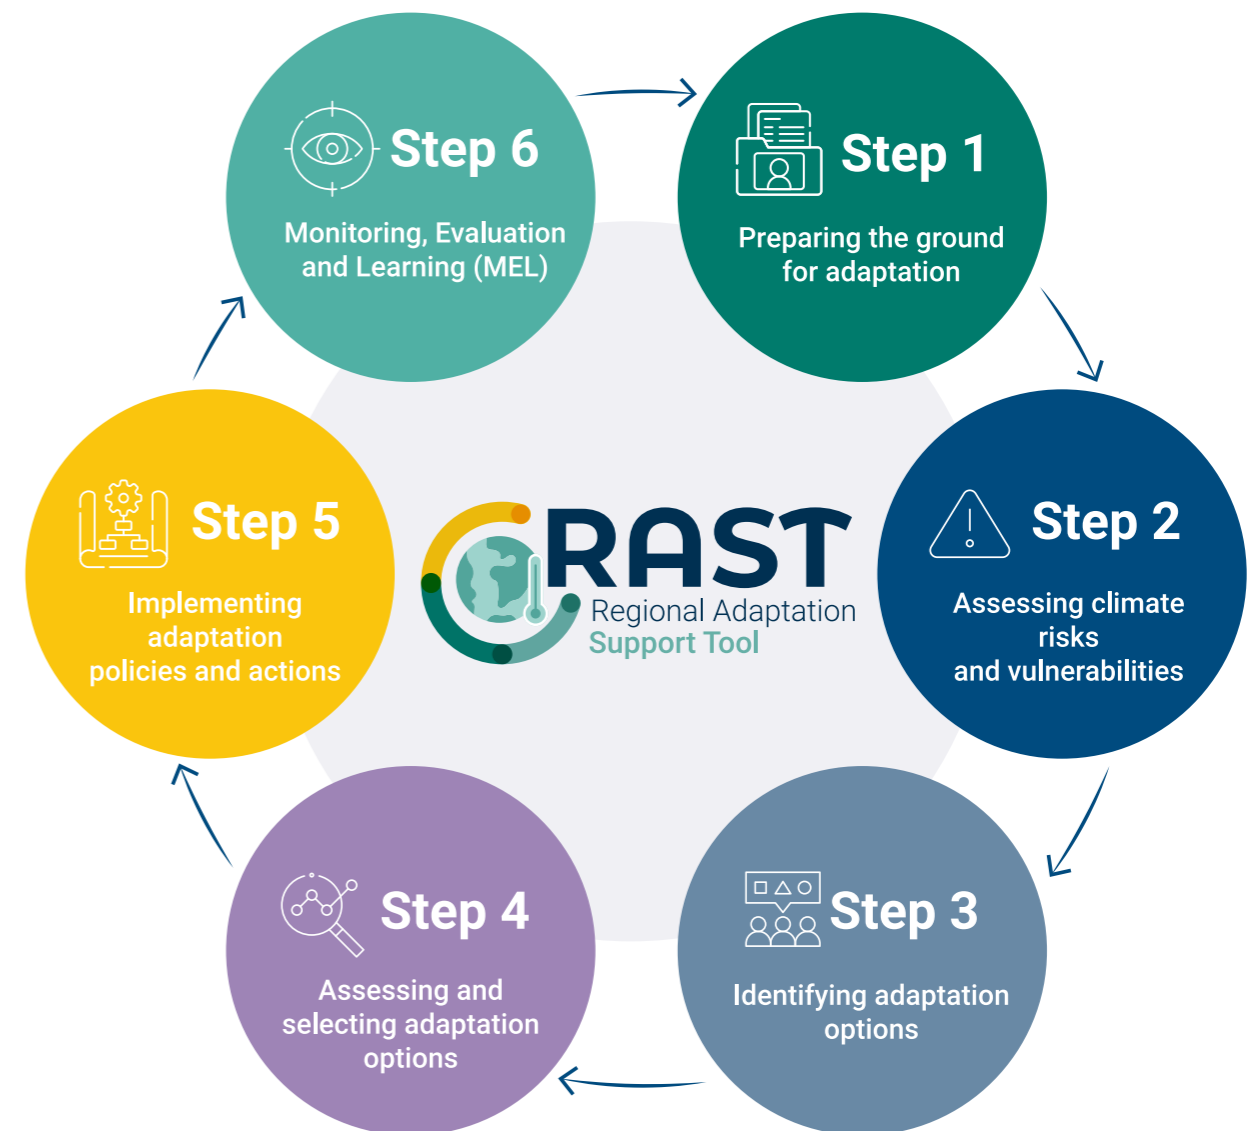 Step 1
Preparing the ground
for adaptation
Step 2
Assessing climate
risks
and vulnerabilities
Step 3
Identifying adaptation
options
Step 4
Assessing and
selecting adaptation
options
Step 5
Implementing
adaptation
policies and actions
Step 6
Monitoring, Evaluation
and Learning (MEL)
RAST
Regional Adaptation
Support Tool